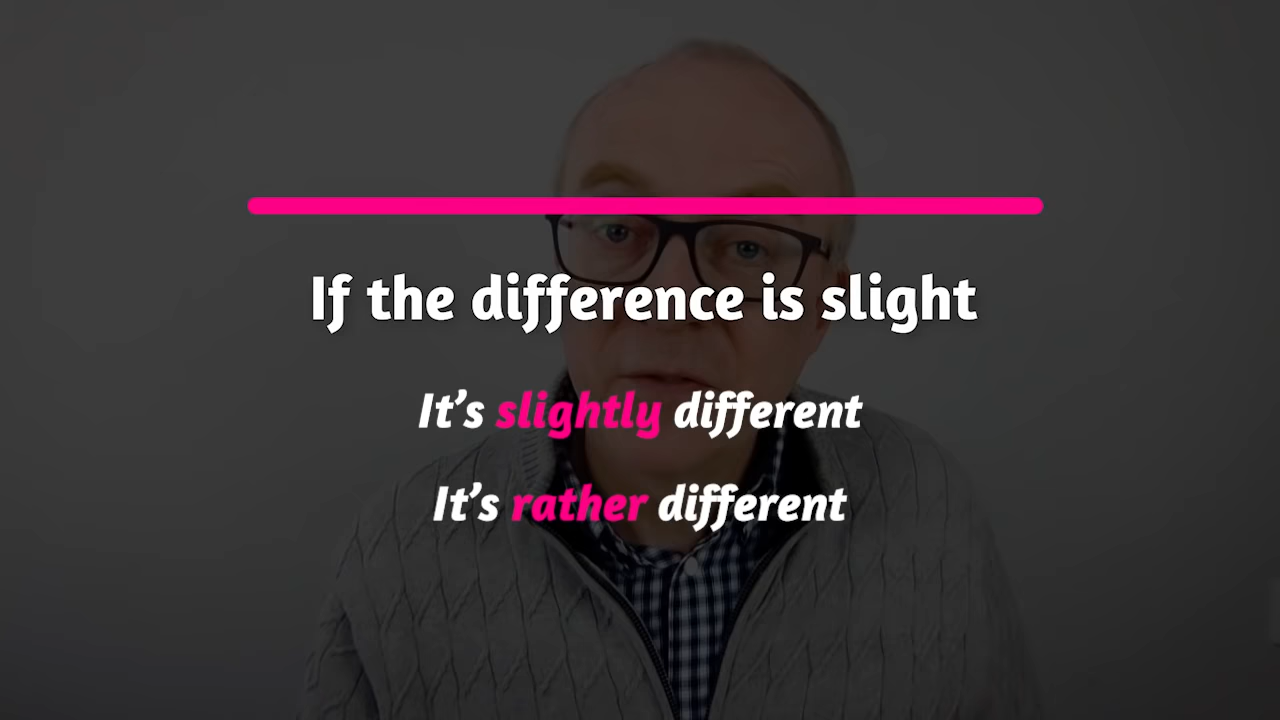 If the difference is slight
It's slightly different
It's rather different